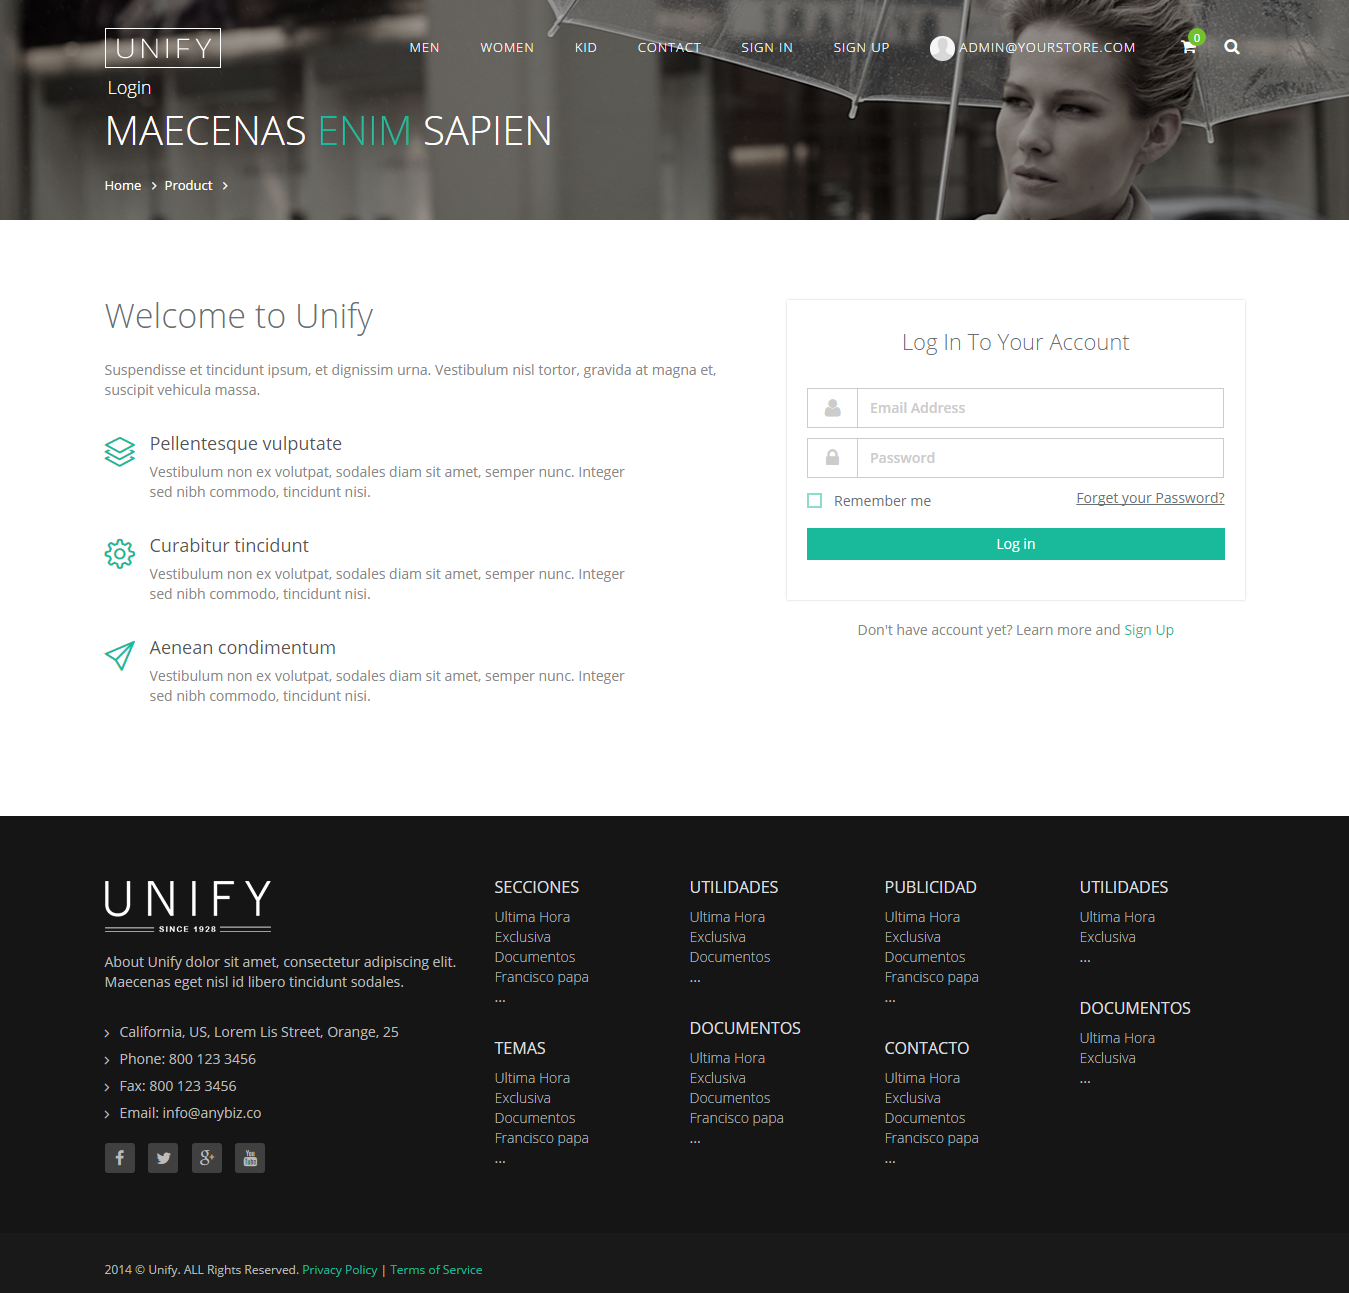 UNIFY
MEN WOMEN KID CONTACT SIGN IN SIGN UP ADMIN@YOURSTORE.COM 0
Login
MAECENAS ENIM SAPIEN
Home Product
Welcome to Unify
Suspendisse et tincidunt ipsum, et dignissim urna. Vestibulum nisl tortor, gravida at magna et,
suscipit vehicula massa.
Pellentesque vulputate
Vestibulum non ex volutpat, sodales diam sit amet, semper nunc. Integer
sed nibh commodo, tincidunt nisi.
Curabitur tincidunt
Vestibulum non ex volutpat, sodales diam sit amet, semper nunc. Integer
sed nibh commodo, tincidunt nisi.
Aenean condimentum
Vestibulum non ex volutpat, sodales diam sit amet, semper nunc. Integer
sed nibh commodo, tincidunt nisi.
Log In To Your Account
Email Address
Password
Remember me
Forget your Password?
Log in
Don't have account yet? Learn more and Sign Up
UNIFY
SINCE 1928
About Unify dolor sit amet, consectetur adipiscing elit.
Maecenas eget nisl id libero tincidunt sodales.
California, US, Lorem Lis Street, Orange, 25
Phone: 800 123 3456
Fax: 800 123 3456
Email: info@anybiz.co
SECCIONES
Ultima Hora
Exclusiva
Documentos
Francisco papa
...
TEMAS
Ultima Hora
Exclusiva
Documentos
Francisco papa
...
UTILIDADES
Ultima Hora
Exclusiva
Documentos
...
DOCUMENTOS
Ultima Hora
Exclusiva
Documentos
Francisco papa
...
PUBLICIDAD
Ultima Hora
Exclusiva
Documentos
Francisco papa
...
CONTACTO
Ultima Hora
Exclusiva
Documentos
Francisco papa
...
UTILIDADES
Ultima Hora
Exclusiva
...
DOCUMENTOS
Ultima Hora
Exclusiva
...
2014 © Unify. ALL Rights Reserved. Privacy Policy | Terms of Service